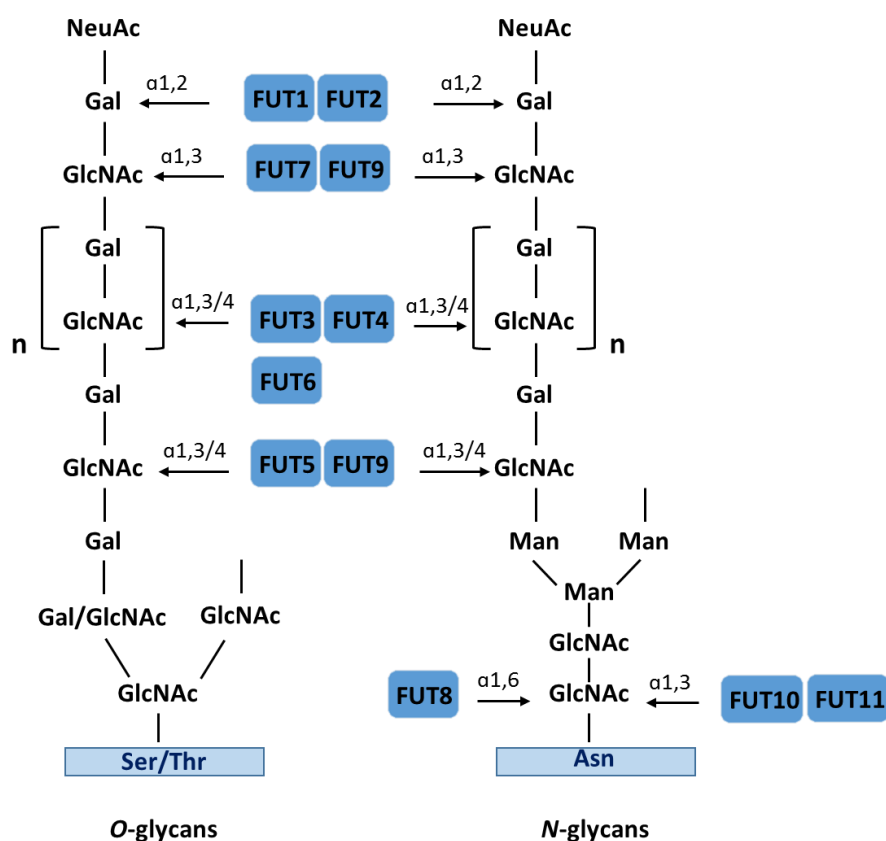 NeuAc NeuAc
α1,2 α1,2
Gal FUT1 FUT2 Gal
α1,3 α1,3
GlcNAc FUT7 FUT9 GlcNAc
Gal Gal
α1,3/4 α1,3/4
GlcNAc FUT3 FUT4 GlcNAc
n n
FUT6
Gal Gal
α1,3/4 α1,3/4
GlcNAc FUT5 FUT9 GlcNAc
Gal Man Man
Man
Gal/GlcNAc GlcNAc
GlcNAc
α1,6 α1,3
GlcNAc FUT8 GlcNAc FUT10 FUT11
Ser/Thr Asn
O-glycans N-glycans